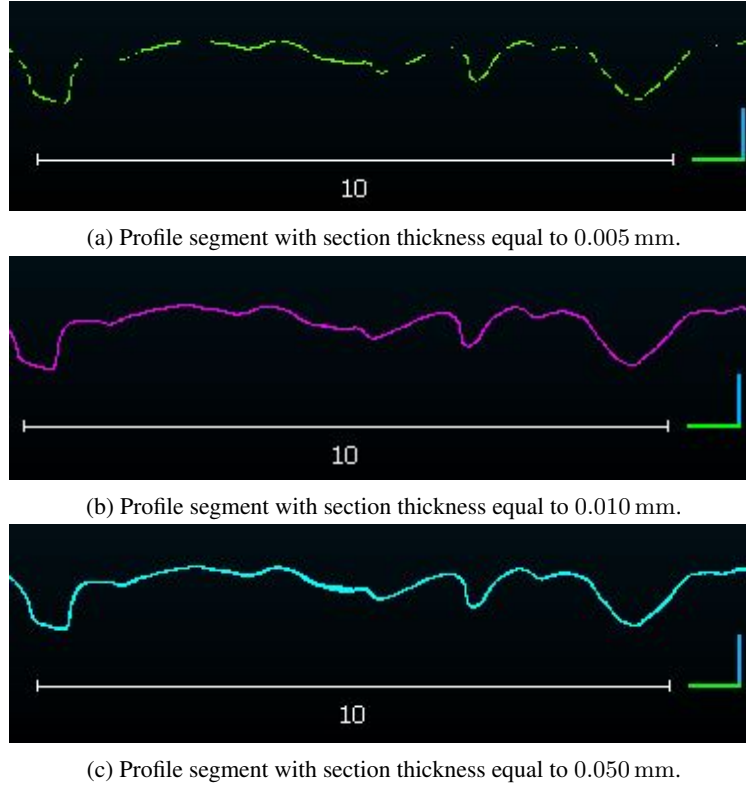 10
(a) Profile segment with section thickness equal to 0.005 mm.
10
(b) Profile segment with section thickness equal to 0.010 mm.
10
(c) Profile segment with section thickness equal to 0.050 mm.